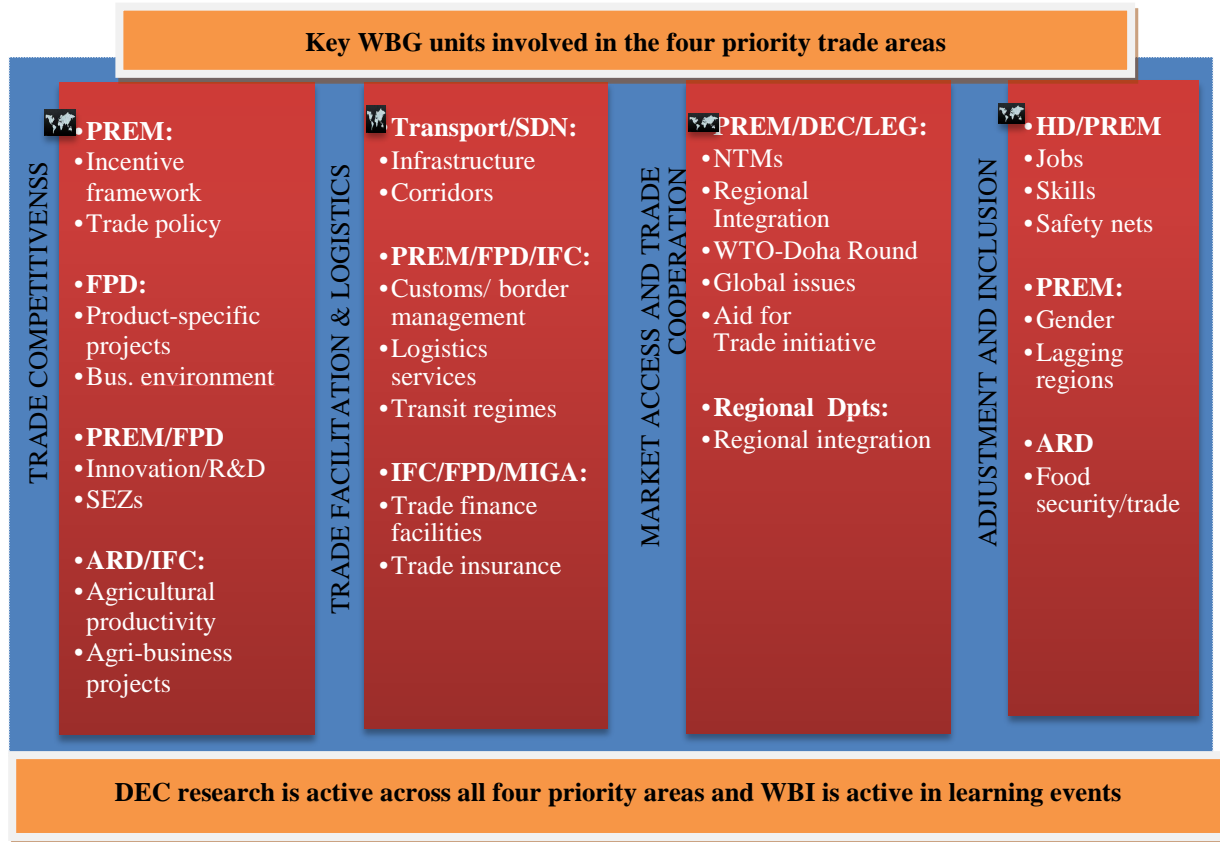 Key WBG units involved in the four priority trade areas
TRADE COMPETITIVENSS
•PREM:
•Incentive
framework
•Trade policy
•FPD:
•Product-specific
projects
•Bus. environment
•PREM/FPD
•Innovation/R&D
•SEZs
•ARD/IFC:
•Agricultural
productivity
•Agri-business
projects
TRADE FACILITATION & LOGISTICS
•Transport/SDN:
•Infrastructure
•Corridors
•PREM/FPD/IFC:
•Customs/ border
management
•Logistics
services
•Transit regimes
•IFC/FPD/MIGA:
•Trade finance
facilities
•Trade insurance
MARKET ACCESS AND TRADE
COOPERATION
•PREM/DEC/LEG:
•NTMs
•Regional
Integration
•WTO-Doha Round
•Global issues
•Aid for
Trade initiative
•Regional Dpts:
•Regional integration
ADJUSTMENT AND INCLUSION
•HD/PREM
•Jobs
•Skills
•Safety nets
•PREM:
•Gender
•Lagging
regions
•ARD
•Food
security/trade
DEC research is active across all four priority areas and WBI is active in learning events